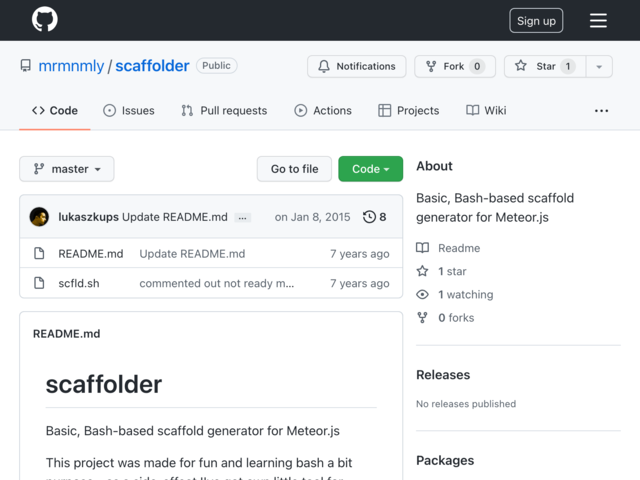 Sign up
mrmnmly / scaffolder Public
Notifications Fork 0 Star 1
Code Issues Pull requests Actions Projects Wiki ...
master Go to file Code
About
Basic, Bash-based scaffold
generator for Meteor.js
Readme
1 star
1 watching
0 forks
lukaszkups Update README.md ... on Jan 8, 2015 8
README.md Update README.md 7 years ago
scfld.sh commented out not ready m... 7 years ago
README.md
scaffolder
Basic, Bash-based scaffold generator for Meteor.js
This project was made for fun and learning bash a bit
Releases
No releases published
Packages